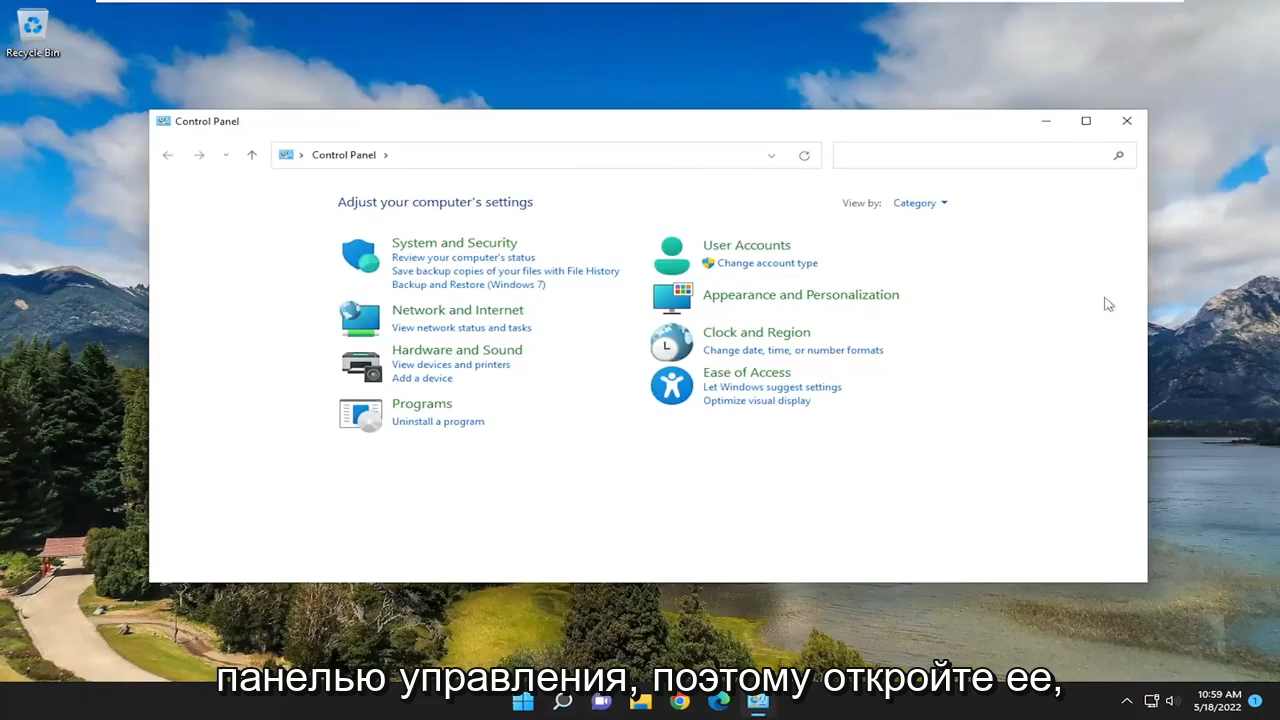 Recycle Bin
Control Panel
Control Panel
Adjust your computer's settings
View by: Category
System and Security
Review your computer's status
Save backup copies of your files with File History
Backup and Restore (Windows 7)
Network and Internet
View network status and tasks
Hardware and Sound
View devices and printers
Add a device
Programs
Uninstall a program
User Accounts
Change account type
Appearance and Personalization
Clock and Region
Change date, time, or number formats
Ease of Access
Let Windows suggest settings
Optimize visual display
панелью управления, поэтому откройте ее,
10:59 AM
5/18/2022
1